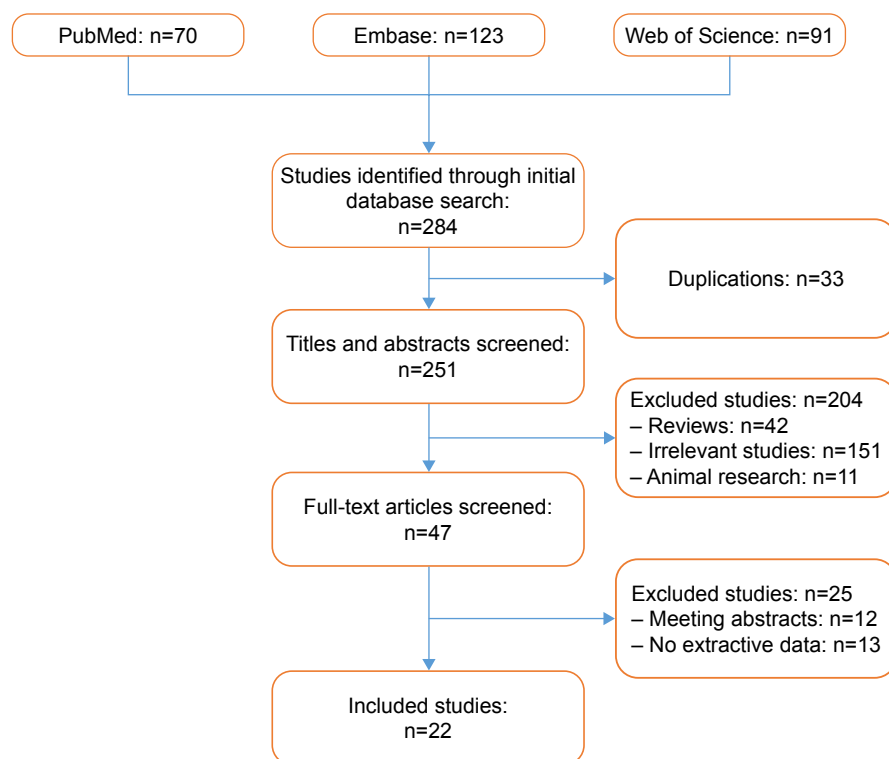 PubMed: n=70
Embase: n=123
Web of Science: n=91
Studies identified through initial
database search:
n=284
Duplications: n=33
Titles and abstracts screened:
n=251
Excluded studies: n=204
– Reviews: n=42
– Irrelevant studies: n=151
– Animal research: n=11
Full-text articles screened:
n=47
Excluded studies: n=25
– Meeting abstracts: n=12
– No extractive data: n=13
Included studies:
n=22